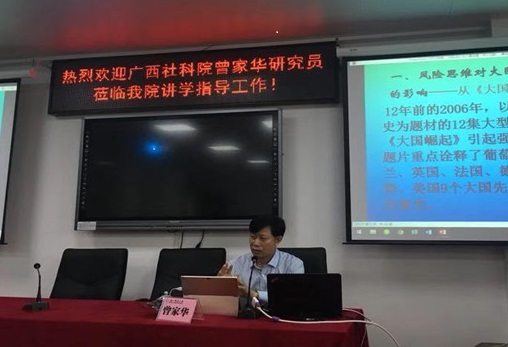 热烈欢迎广西社科院曾家华研究员
莅临我院讲学指导工作!
一、风险思维对大国
的影响——从《大国
12年前的2006年，以
史为题材的12集大型
《大国崛起》引起强
题片重点诠释了葡萄
兰、英国、法国、德
美国9个大国先
曾家华